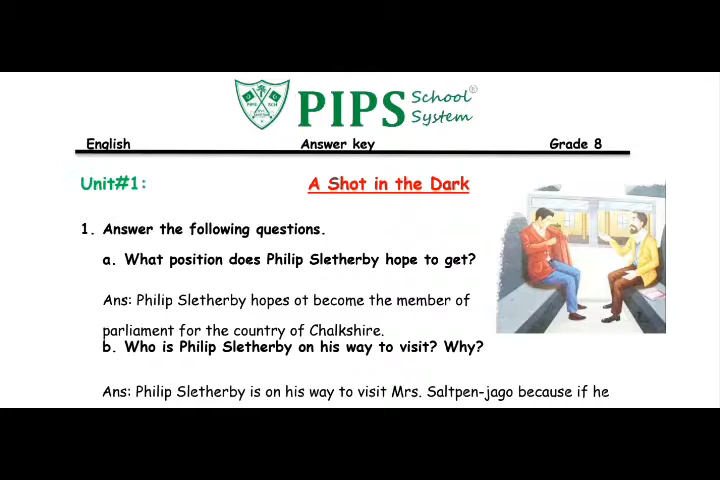 PIPS School® System
English Answer key Grade 8
Unit#1: A Shot in the Dark
1. Answer the following questions.
a. What position does Philip Sletherby hope to get?
Ans: Philip Sletherby hopes ot become the member of
parliament for the country of Chalkshire.
b. Who is Philip Sletherby on his way to visit? Why?
Ans: Philip Sletherby is on his way to visit Mrs. Saltpen-jago because if he